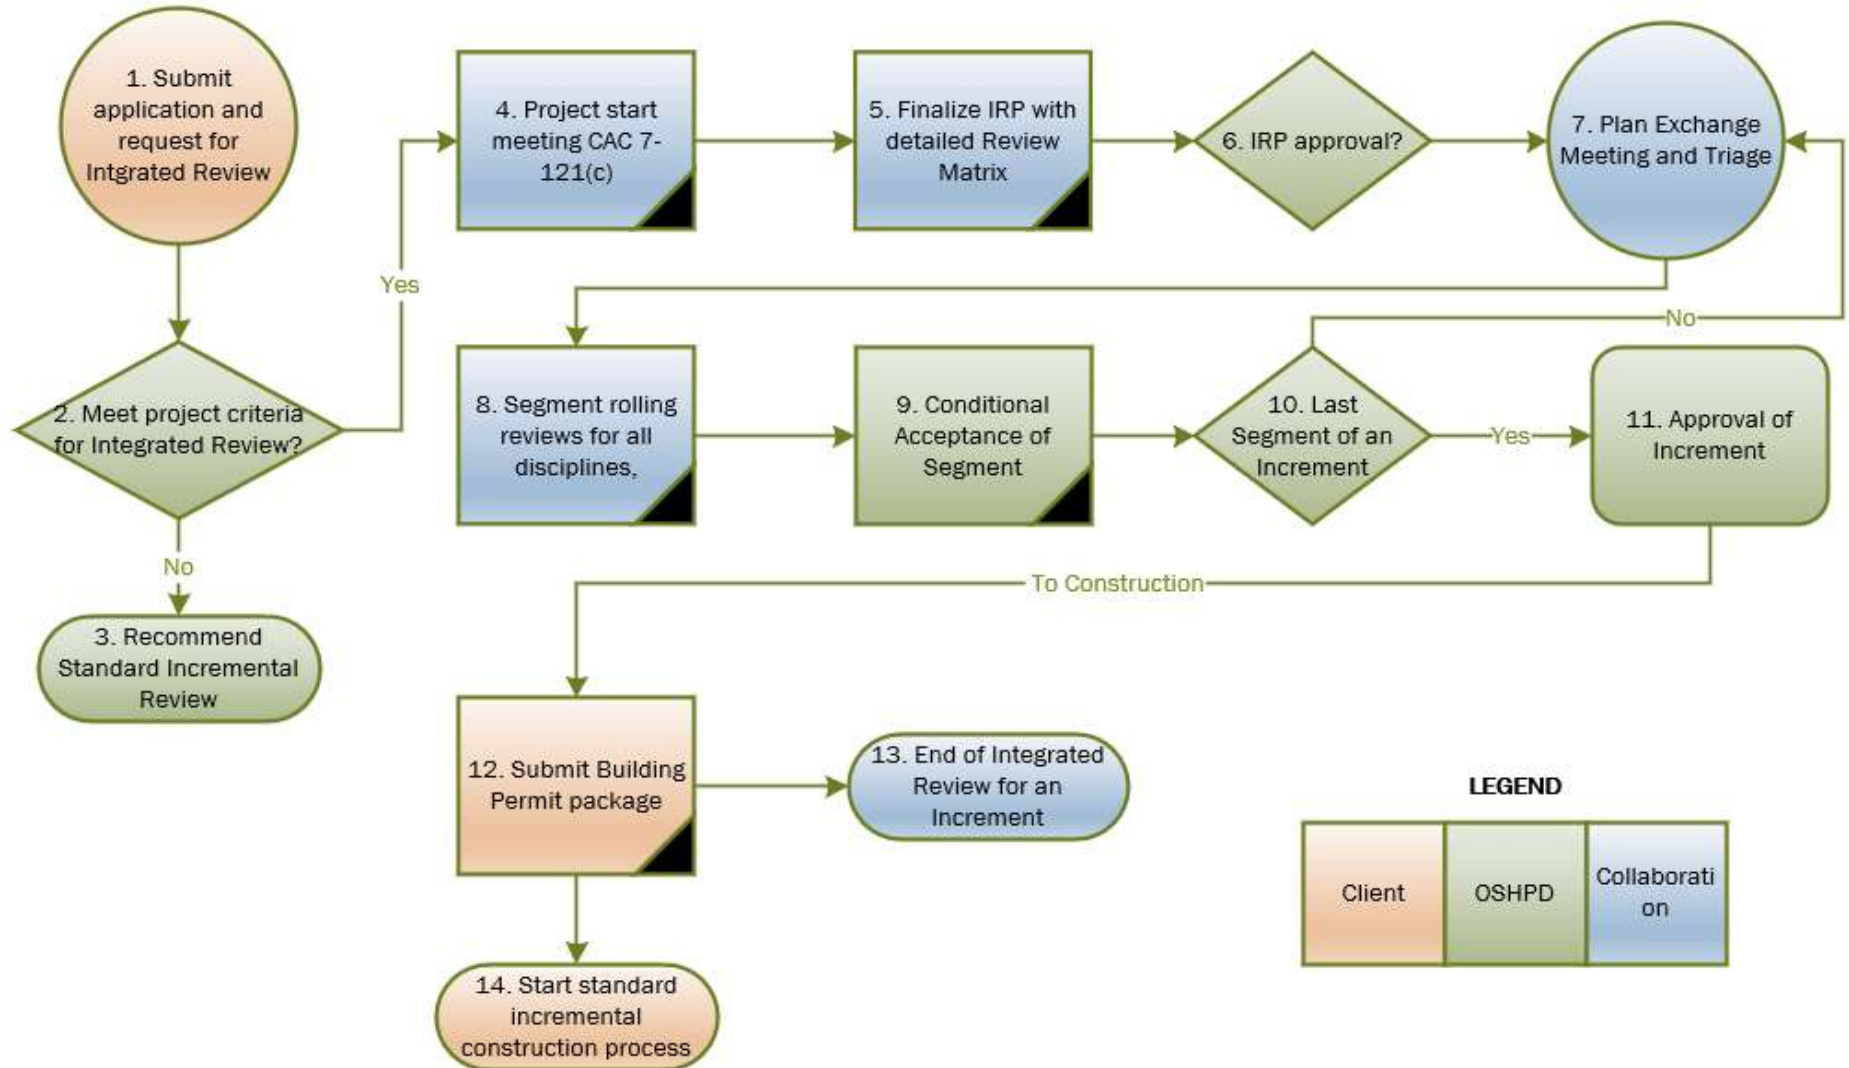 1. Submit
application and
request for
Intgrated Review
2. Meet project criteria
for Integrated Review?
Yes
No
3. Recommend
Standard Incremental
Review
4. Project start
meeting CAC 7-
121(c)
5. Finalize IRP with
detailed Review
Matrix
6. IRP approval?
7. Plan Exchange
Meeting and Triage
8. Segment rolling
reviews for all
disciplines,
9. Conditional
Acceptance of
Segment
10. Last
Segment of an
Increment
No
Yes
11. Approval of
Increment
To Construction
12. Submit Building
Permit package
13. End of Integrated
Review for an
Increment
14. Start standard
incremental
construction process
LEGEND
Client
OSHPD
Collaborati
on